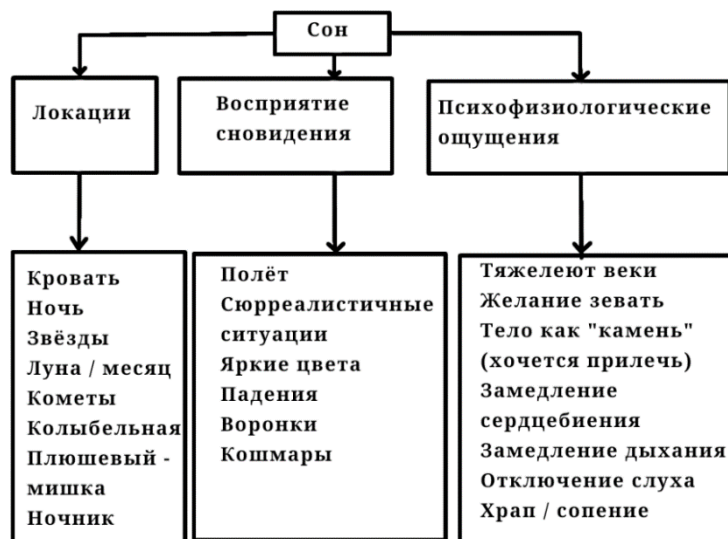 Сон
Локации
Восприятие
сновидения
Психофизиологические
ощущения
Кровать
Ночь
Звёзды
Луна / месяц
Кометы
Колыбельная
Плюшевый -
мишка
Ночник
Полёт
Сюрреалистичные
ситуации
Яркие цвета
Падения
Воронки
Кошмары
Тяжелеют веки
Желание зевать
Тело как "камень"
(хочется прилечь)
Замедление
сердцебиения
Замедление дыхания
Отключение слуха
Храп / сопение